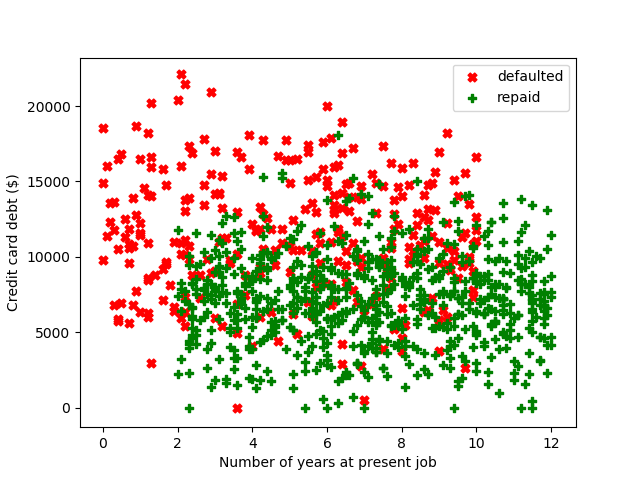 defaulted
repaid
20000
15000
10000
5000
0
Credit card debt ($)
0 2 4 6 8 10 12
Number of years at present job